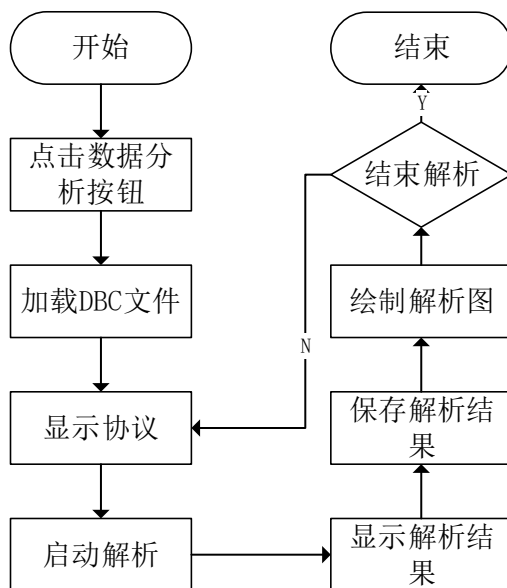 开始
点击数据分
析按钮
加载DBC文件
显示协议
启动解析
显示解析结
果
保存解析结
果
绘制解析图
结束解析
N
Y
结束